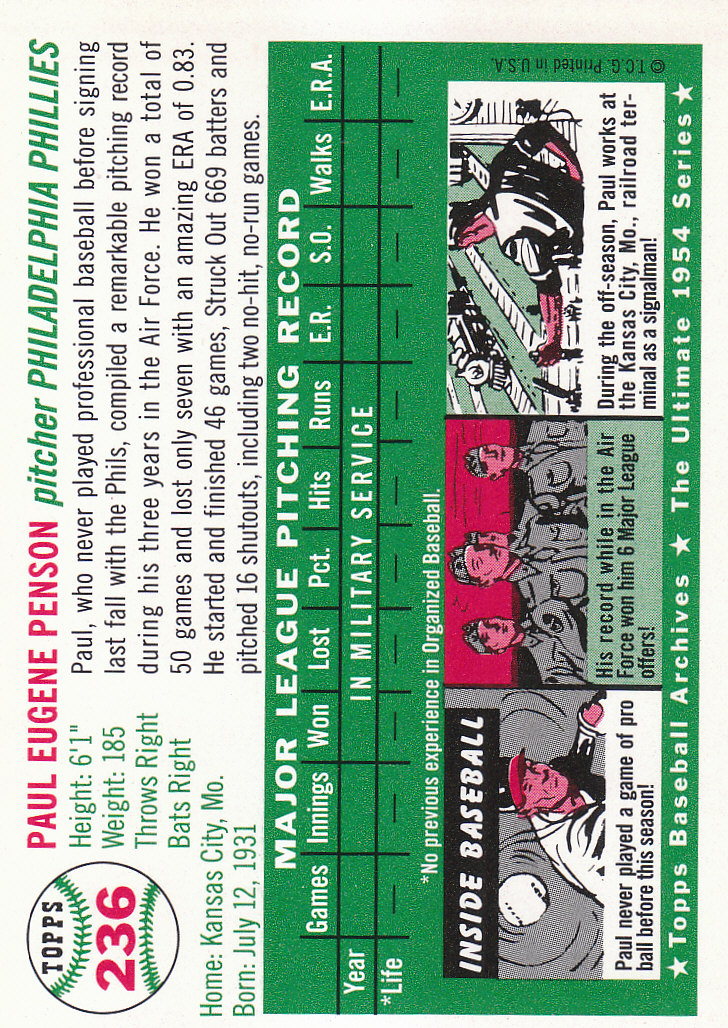 TOPPS
236
PAUL EUGENE PENSON pitcher PHILADELPHIA PHILLIES
Height: 6'1"
Weight: 185
Throws Right
Bats Right
Home: Kansas City, Mo.
Born: July 12, 1931
Paul, who never played professional baseball before signing
last fall with the Phils, compiled a remarkable pitching record
during his three years in the Air Force. He won a total of
50 games and lost only seven with an amazing ERA of 0.83.
He started and finished 46 games, Struck Out 669 batters and
pitched 16 shutouts, including two no-hit, no-run games.
MAJOR LEAGUE PITCHING RECORD
Games Innings Won Lost Pct. Hits Runs E.R. S.O. Walks E.R.A.
Year IN MILITARY SERVICE
*Life — — — — — — — — — — —
*No previous experience in Organized Baseball.
INSIDE BASEBALL
Paul never played a game of pro
ball before this season!
His record while in the Air
Force won him 6 Major League
offers!
During the off-season, Paul works at
the Kansas City, Mo., railroad ter-
minal as a signalman!
© T.C.G. Printed in U.S.A.
★ Topps Baseball Archives ★ The Ultimate 1954 Series ★